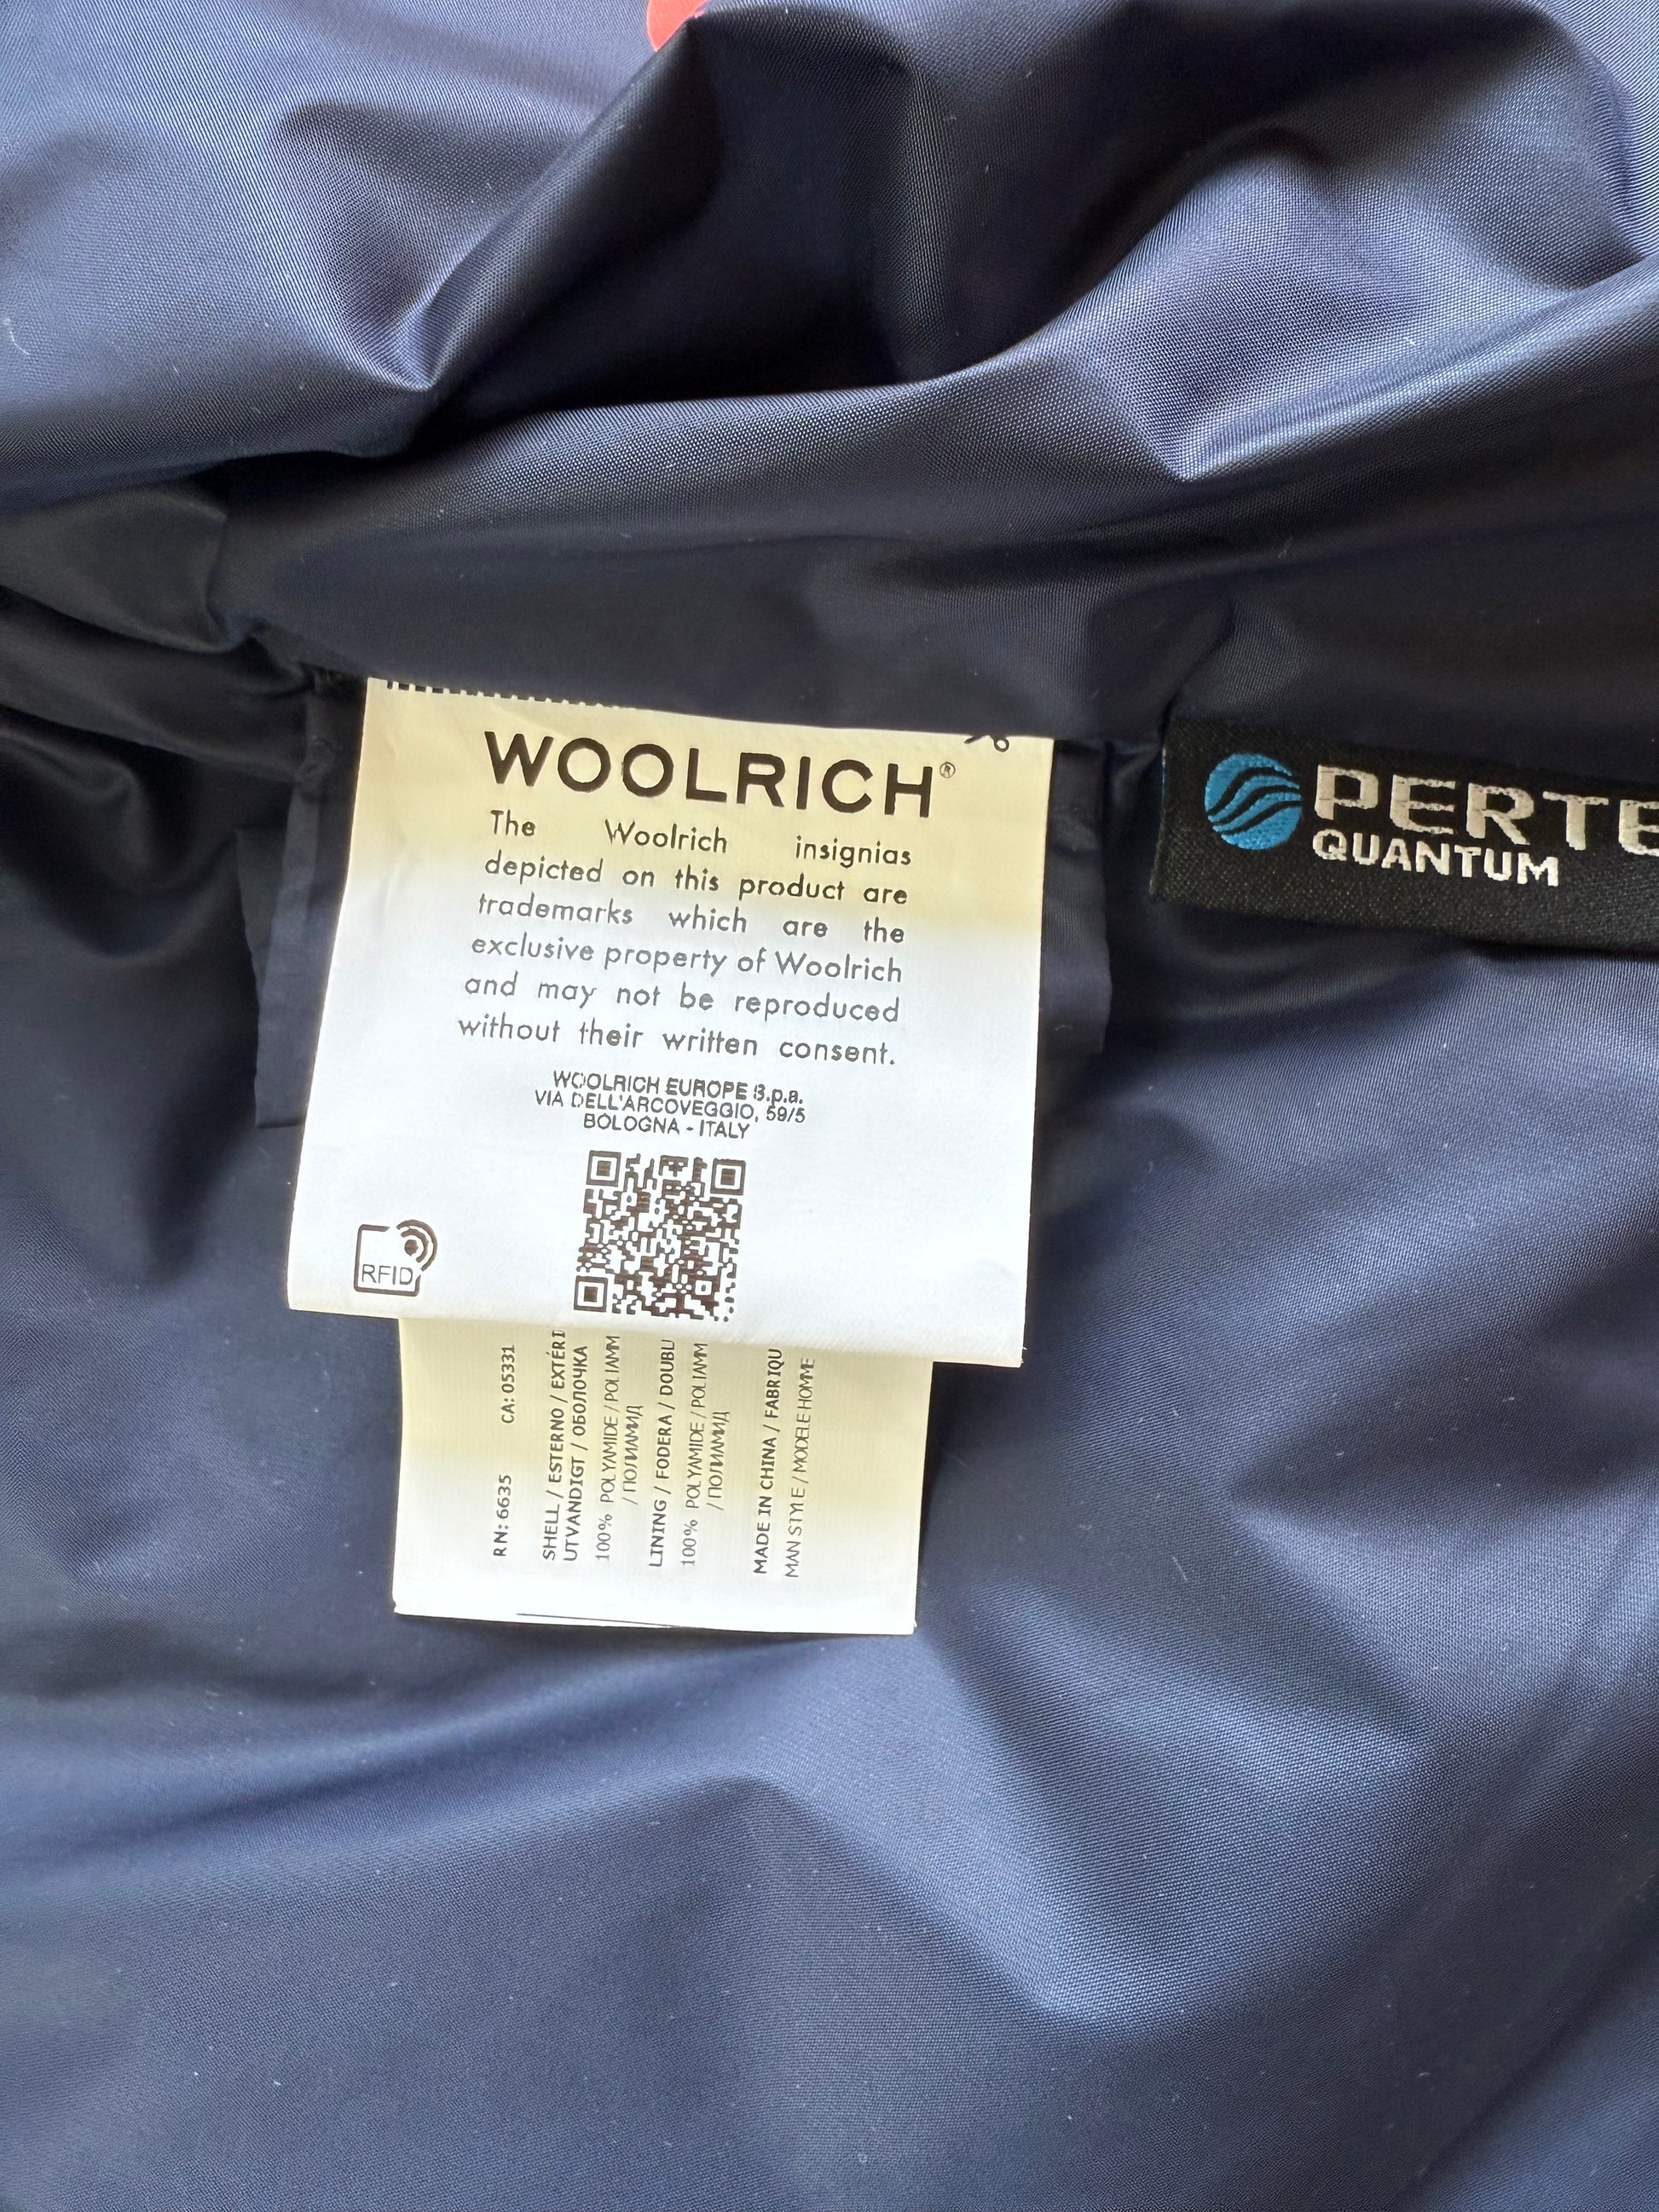 WOOLRICH®
The Woolrich insignias
depicted on this product are
trademarks which are the
exclusive property of Woolrich
and may not be reproduced
without their written consent.
WOOLRICH EUROPE S.p.a.
VIA DELL'ARCOVEGGIO, 59/5
BOLOGNA - ITALY
RFID
RN: 6635 CA: 05331
SHELL / ESTERNO / EXTÉRI
UTVANDIGT / ОБОЛОЧКА
100% POLYAMIDE / POLIAMM
/ ПОЛИАМИД
LINING / FODERA / DOUBLU
100% POLYAMIDE / POLIAMM
/ ПОЛИАМИД
MADE IN CHINA / FABRIQU
MAN STYLE / MODELE HOMME
PERTE
QUANTUM